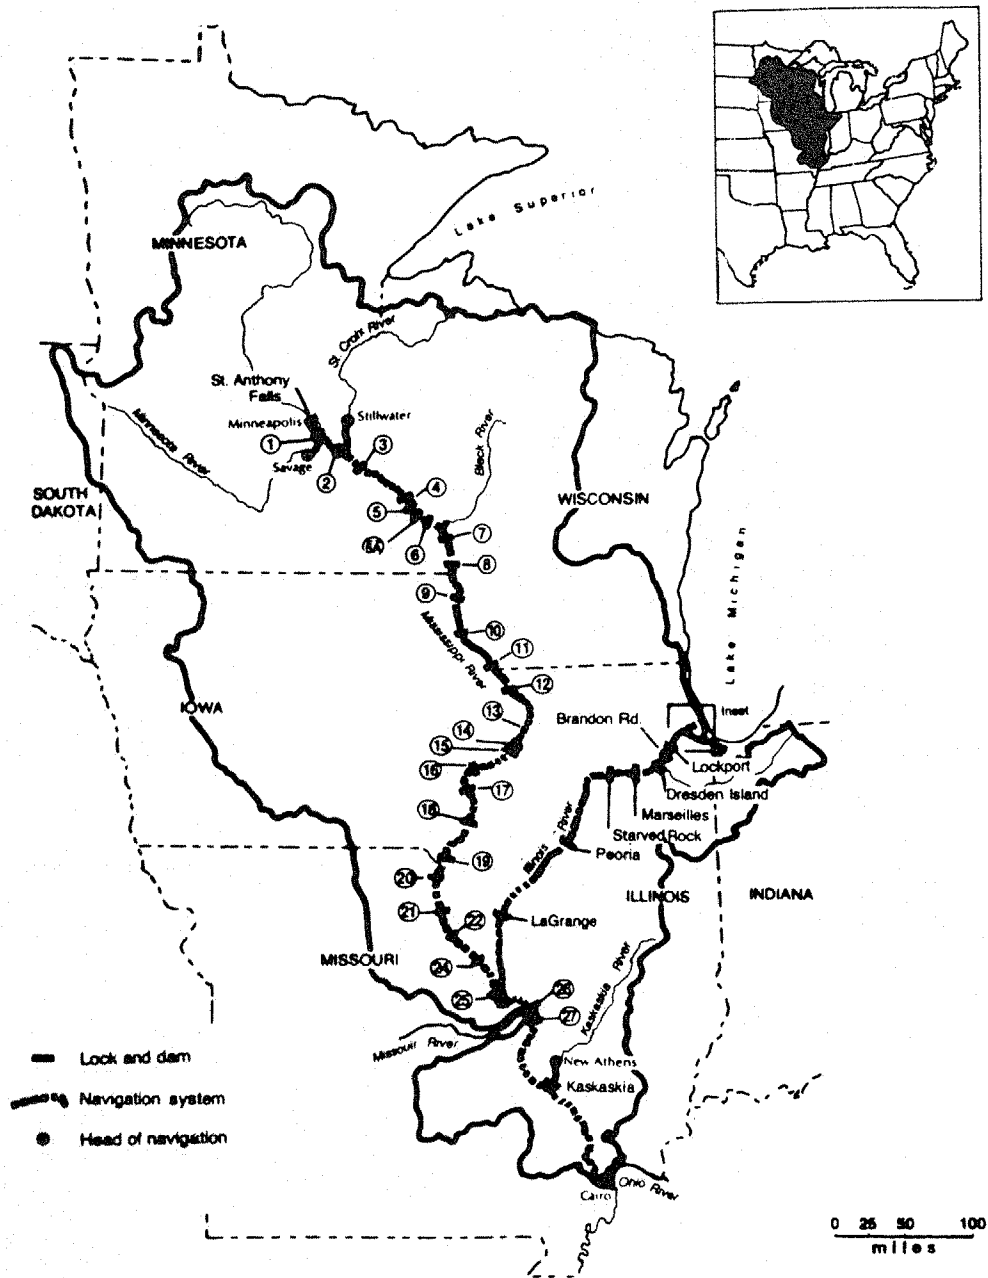 Lake Superior
MINNESOTA
St. Croix River
St. Anthony
Falls
Minneapolis
Stillwater
1
Savage
2
3
Minnesota River
Black River
4
5
5A
6
7
SOUTH
DAKOTA
WISCONSIN
8
9
10
Mississippi River
11
12
Lake Michigan
IOWA
13
14
15
16
17
18
Inset
Brandon Rd.
Lockport
Dresden Island
Marseilles
Starved Rock
Peoria
Illinois River
19
20
21
22
24
25
26
27
LaGrange
ILLINOIS
INDIANA
MISSOURI
Kaskaskia River
Missouri River
New Athens
Kaskaskia
Lock and dam
Navigation system
Head of navigation
Cairo
Ohio River
0 25 50 100
miles